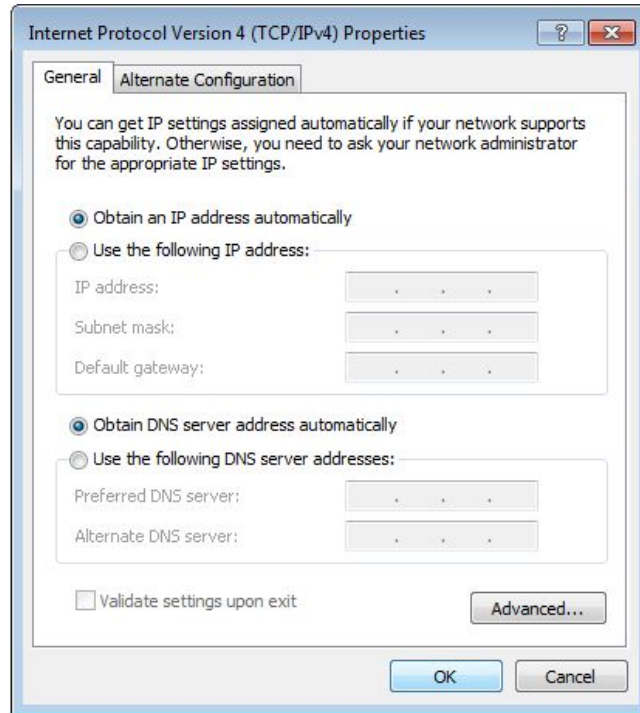 Internet Protocol Version 4 (TCP/IPv4) Properties
General
Alternate Configuration
You can get IP settings assigned automatically if your network supports
this capability. Otherwise, you need to ask your network administrator
for the appropriate IP settings.
Obtain an IP address automatically
Use the following IP address:
IP address:
Subnet mask:
Default gateway:
Obtain DNS server address automatically
Use the following DNS server addresses:
Preferred DNS server:
Alternate DNS server:
Validate settings upon exit
Advanced...
OK
Cancel